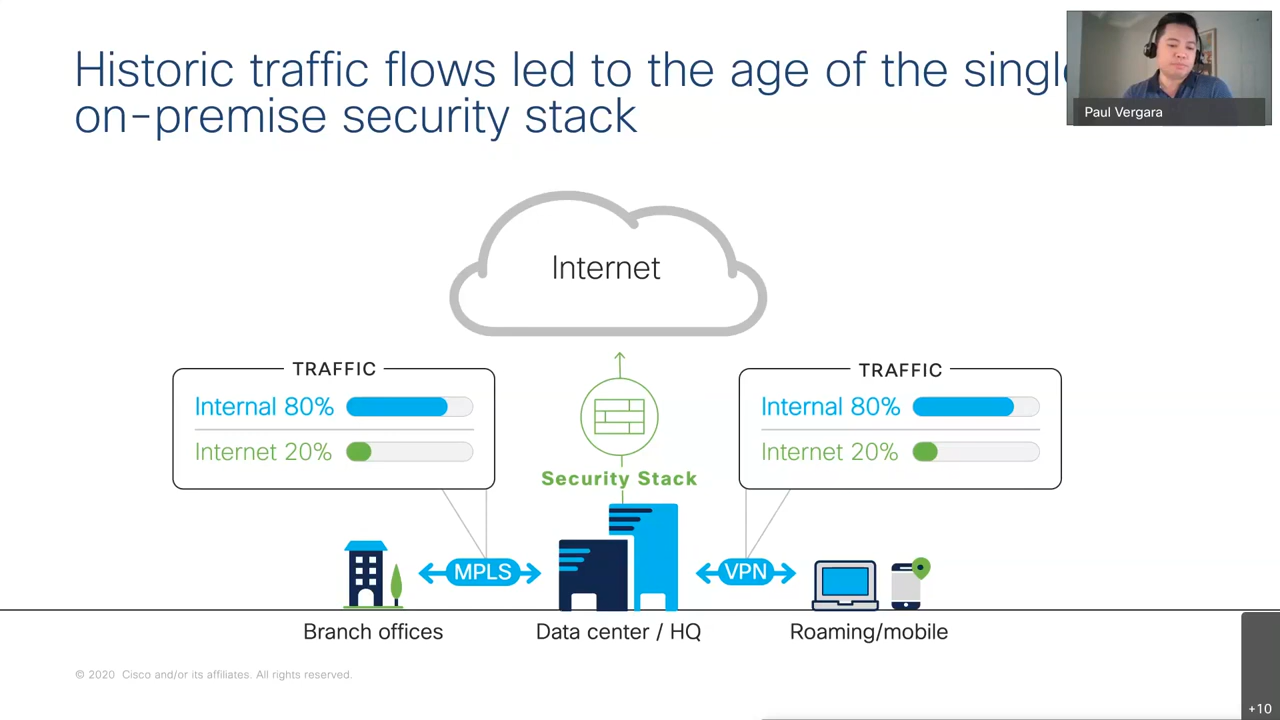 Historic traffic flows led to the age of the single
on-premise security stack
Paul Vergara
Internet
TRAFFIC
Internal 80%
Internet 20%
TRAFFIC
Internal 80%
Internet 20%
Security Stack
MPLS
VPN
Branch offices
Data center / HQ
Roaming/mobile
© 2020 Cisco and/or its affiliates. All rights reserved.
+10